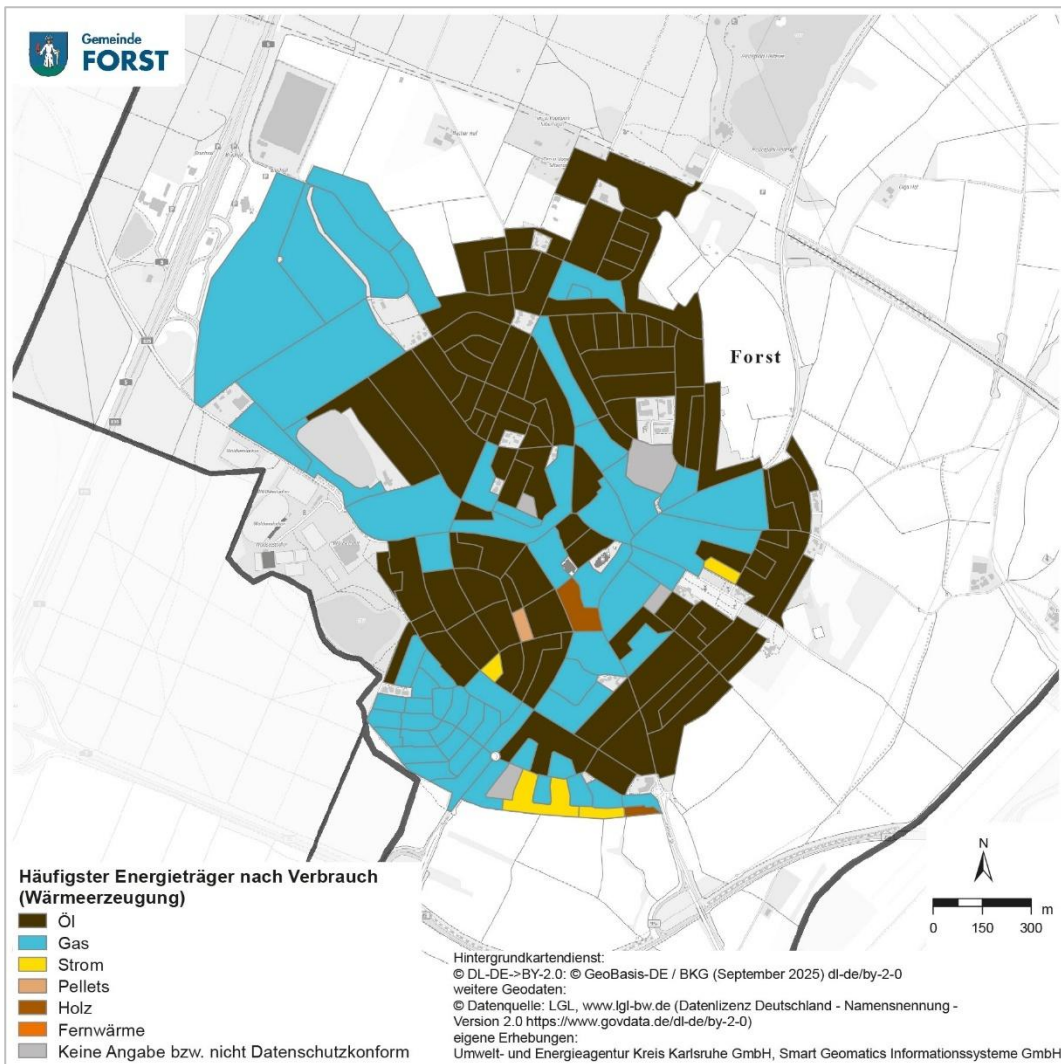 Gemeinde
FORST
Forst
N
m
0 150 300
Häufigster Energieträger nach Verbrauch
(Wärmeerzeugung)
Öl
Gas
Strom
Pellets
Holz
Fernwärme
Keine Angabe bzw. nicht Datenschutzkonform
Hintergrundkartendienst:
© DL-DE->BY-2.0: © GeoBasis-DE / BKG (September 2025) dl-de/by-2-0
weitere Geodaten:
© Datenquelle: LGL, www.lgl-bw.de (Datenlizenz Deutschland - Namensnennung -
Version 2.0 https://www.govdata.de/dl-de/by-2-0)
eigene Erhebungen:
Umwelt- und Energieagentur Kreis Karlsruhe GmbH, Smart Geomatics Informationssysteme GmbH